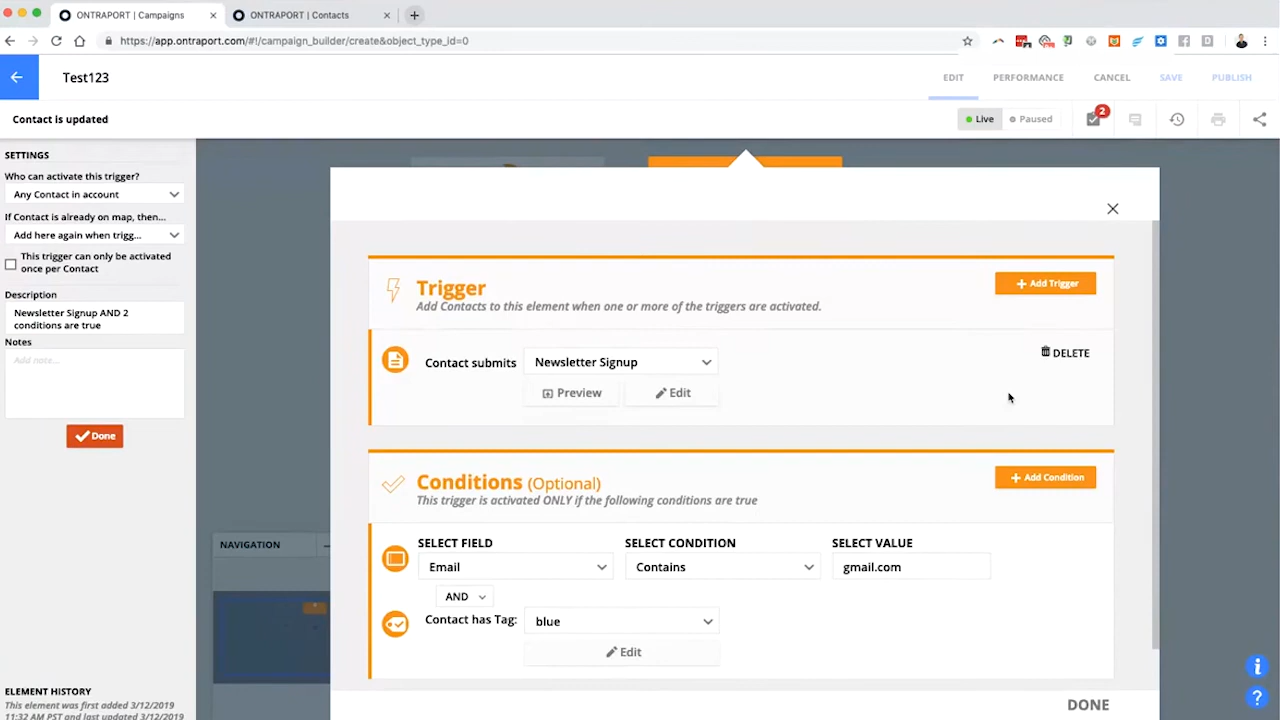 ONTRAPORT | Campaigns
ONTRAPORT | Contacts
https://app.ontraport.com/#!/campaign_builder/create&object_type_id=0
Test123
EDIT
PERFORMANCE
CANCEL
SAVE
PUBLISH
Contact is updated
Live
Paused
2
SETTINGS
Who can activate this trigger?
Any Contact in account
If Contact is already on map, then...
Add here again when trigg...
This trigger can only be activated
once per Contact
Description
Newsletter Signup AND 2
conditions are true
Notes
Add note...
Done
NAVIGATION
ELEMENT HISTORY
This element was first added 3/12/2019
11:32 AM PST and last updated 3/12/2019
Trigger
Add Contacts to this element when one or more of the triggers are activated.
+ Add Trigger
Contact submits
Newsletter Signup
DELETE
Preview
Edit
Conditions (Optional)
This trigger is activated ONLY if the following conditions are true
+ Add Condition
SELECT FIELD
SELECT CONDITION
SELECT VALUE
Email
Contains
gmail.com
AND
Contact has Tag:
blue
Edit
DONE